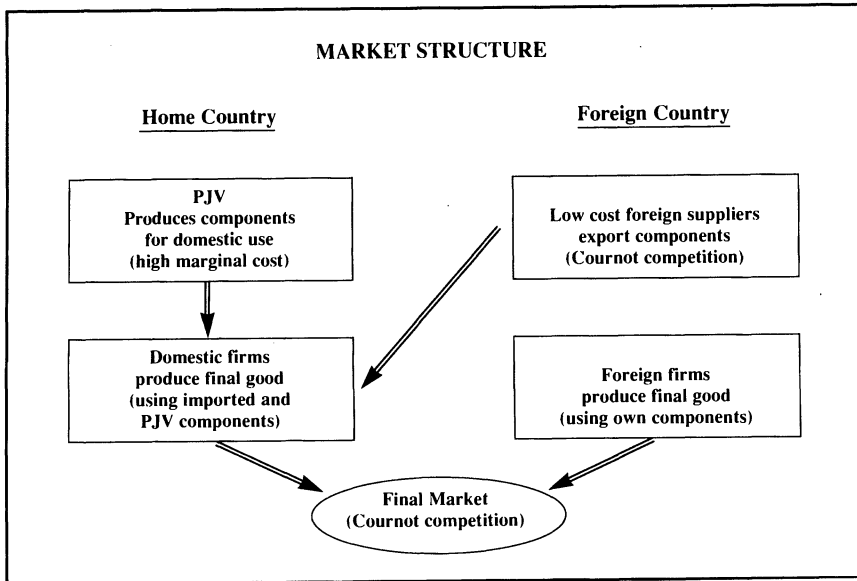 MARKET STRUCTURE
Home Country
Foreign Country
PJV
Produces components
for domestic use
(high marginal cost)
Low cost foreign suppliers
export components
(Cournot competition)
Domestic firms
produce final good
(using imported and
PJV components)
Foreign firms
produce final good
(using own components)
Final Market
(Cournot competition)